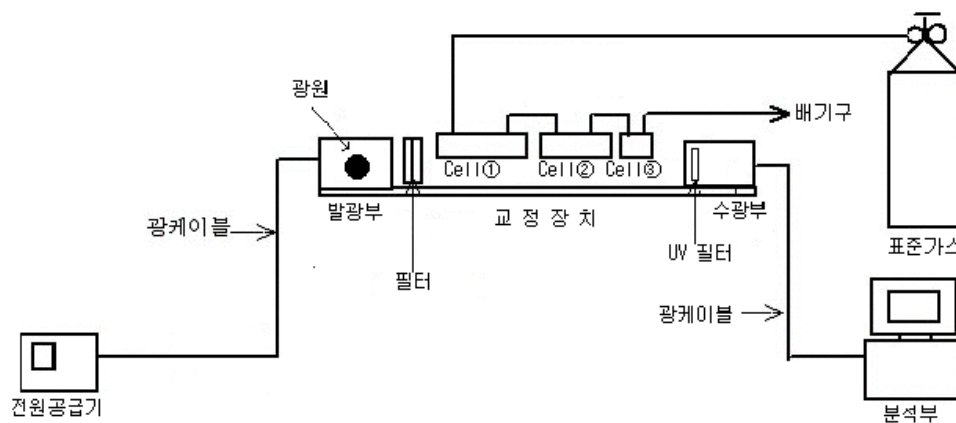 광원
배기구
Cell①
Cell②
Cell③
발광부
교 정 장 치
수광부
광케이블
표준가스
필터
UV 필터
광케이블
전원공급기
분석부